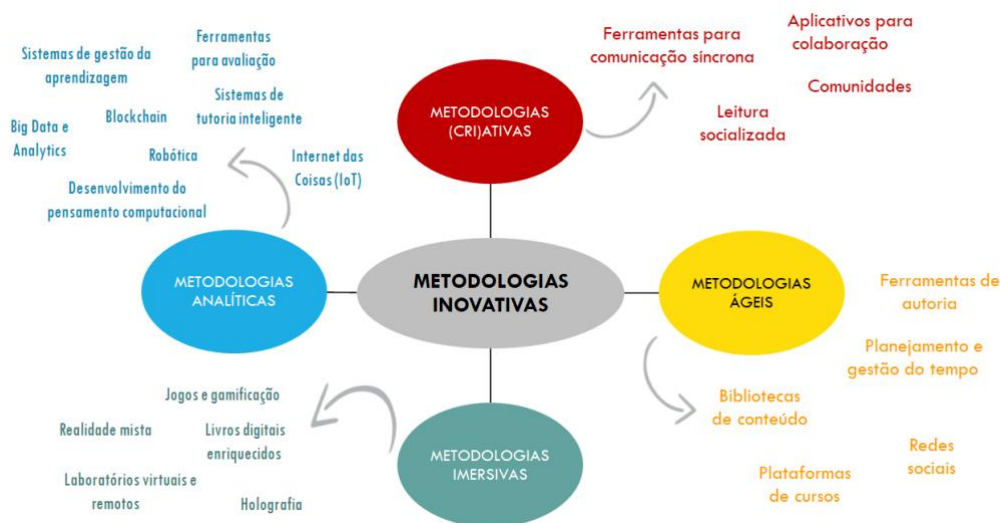 Sistemas de gestão da
aprendizagem
Ferramentas
para avaliação
Big Data e
Analytics
Blockchain
Sistemas de
tutoria inteligente
Robótica
Internet das
Coisas (IoT)
Desenvolvimento do
pensamento computacional
METODOLOGIAS
(CRI)ATIVAS
Ferramentas para
comunicação síncrona
Aplicativos para
colaboração
Comunidades
Leitura
socializada
METODOLOGIAS
ANALÍTICAS
METODOLOGIAS
INOVATIVAS
METODOLOGIAS
ÁGEIS
Ferramentas de
autoria
Planejamento e
gestão do tempo
Bibliotecas
de conteúdo
Redes
sociais
Plataformas
de cursos
Jogos e gamificação
Realidade mista
Livros digitais
enriquecidos
Laboratórios virtuais e
remotos
Holografia
METODOLOGIAS
IMERSIVAS